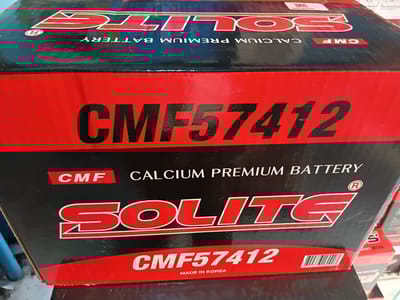 SOLITE
®
CMF CALCIUM PREMIUM BATTERY
CMF57412
CMF CALCIUM PREMIUM BATTERY
SOLITE
®
CMF57412
MADE IN KOREA